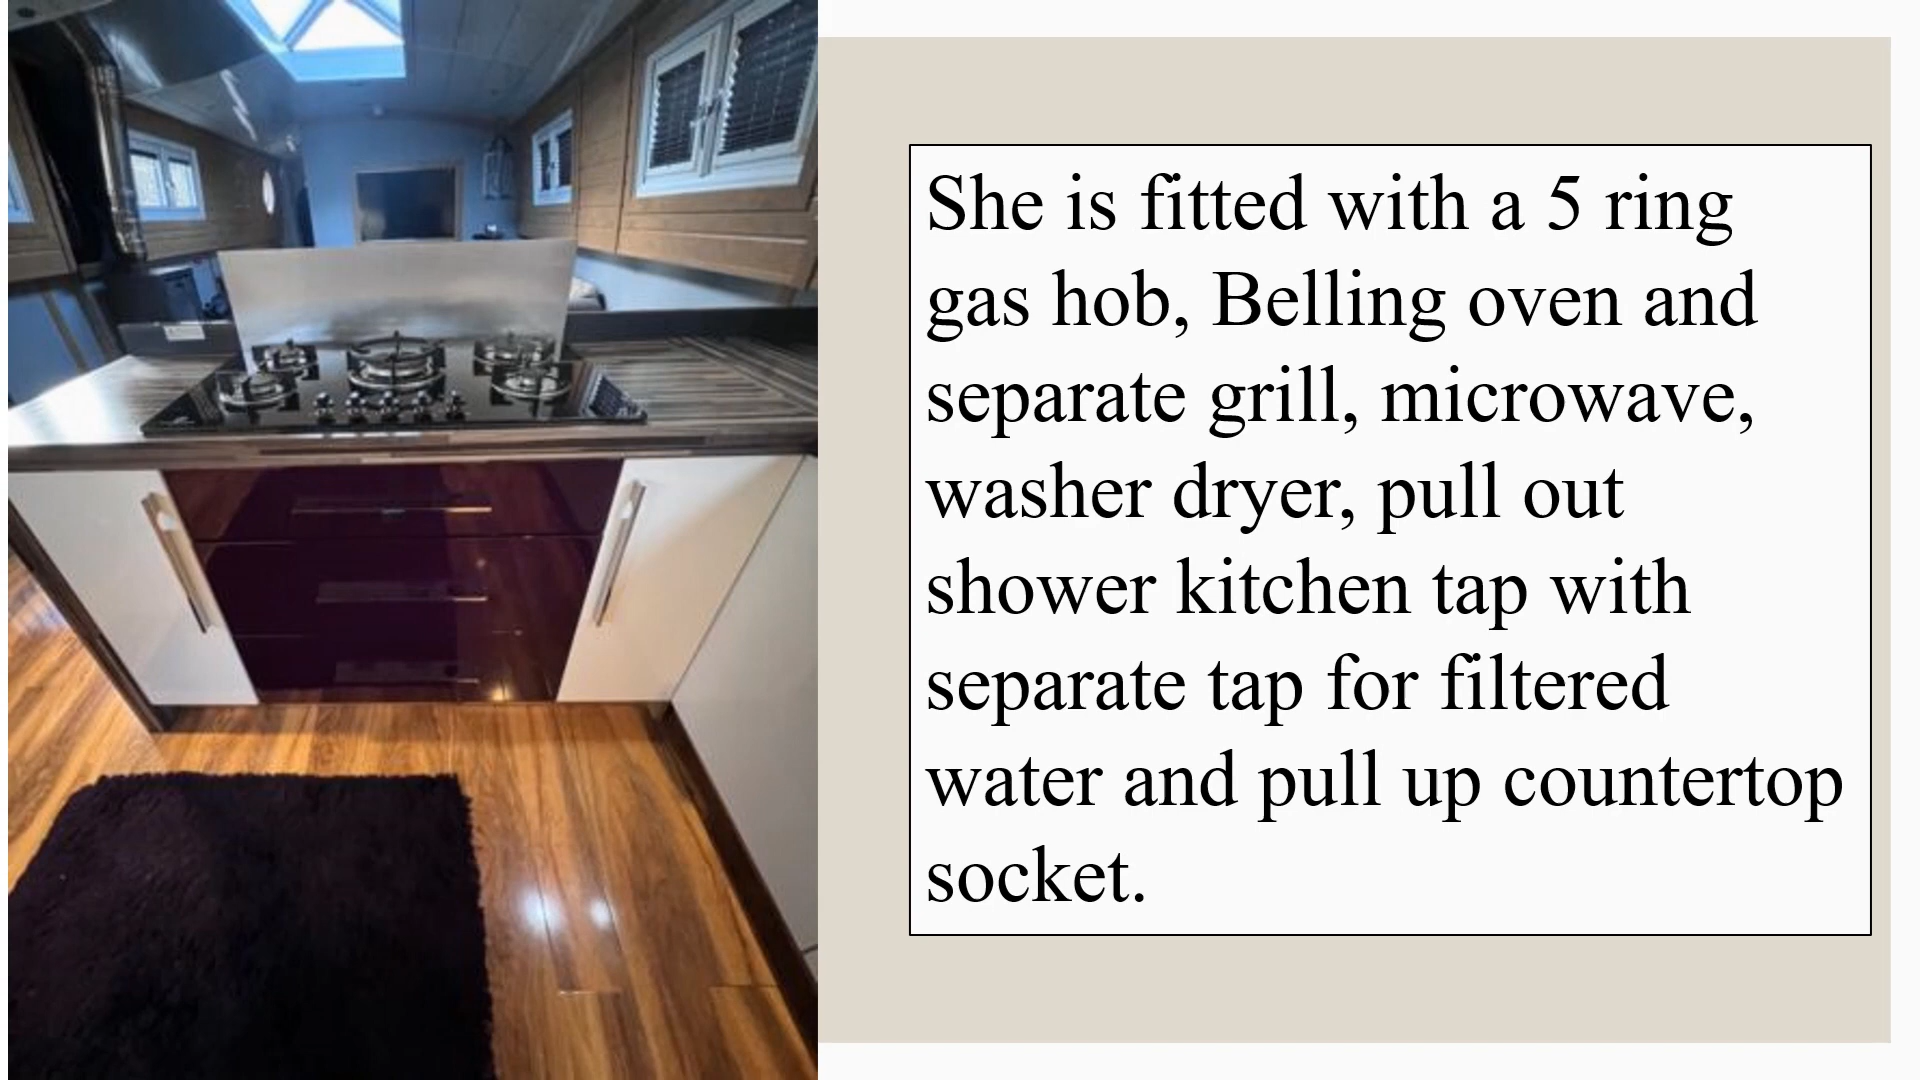 She is fitted with a 5 ring
gas hob, Belling oven and
separate grill, microwave,
washer dryer, pull out
shower kitchen tap with
separate tap for filtered
water and pull up countertop
socket.